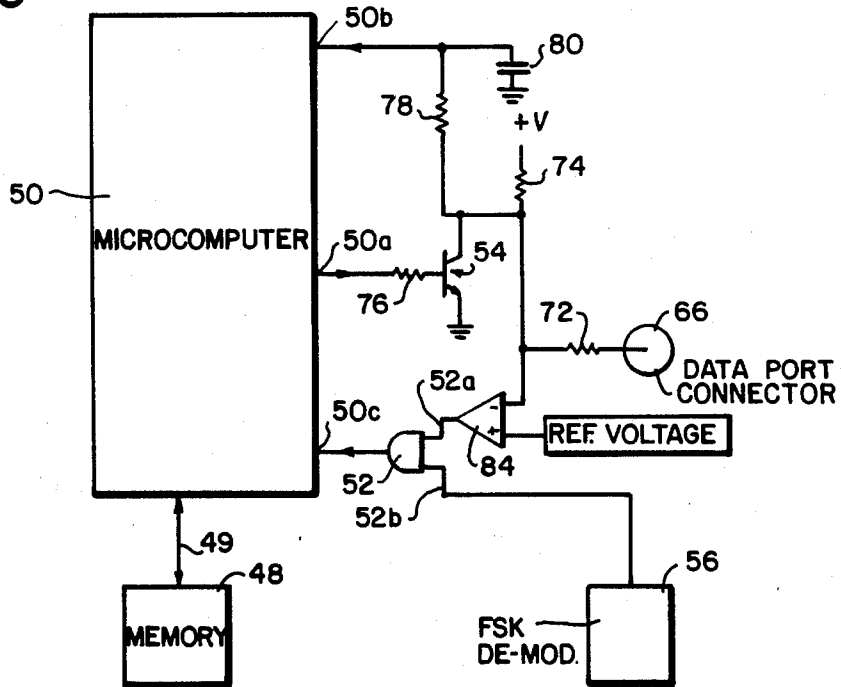 50b
80
78
+V
74
50
MICROCOMPUTER
50a
54
76
72
66
DATA PORT
CONNECTOR
52a
50c
-
+
REF. VOLTAGE
84
52
52b
49
48
56
MEMORY
FSK
DE-MOD.